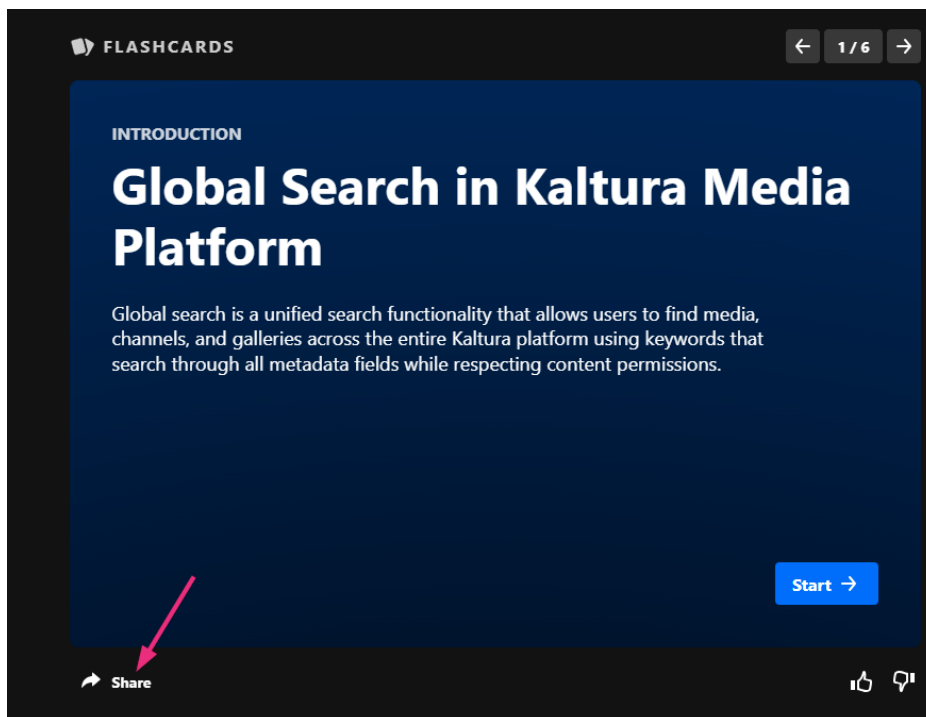 FLASHCARDS
1 / 6
INTRODUCTION
Global Search in Kaltura Media
Platform
Global search is a unified search functionality that allows users to find media,
channels, and galleries across the entire Kaltura platform using keywords that
search through all metadata fields while respecting content permissions.
Start
Share